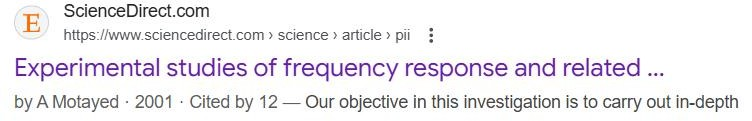 E
ScienceDirect.com
https://www.sciencedirect.com › science › article › pii
Experimental studies of frequency response and related ...
by A Motayed · 2001 · Cited by 12 — Our objective in this investigation is to carry out in-depth